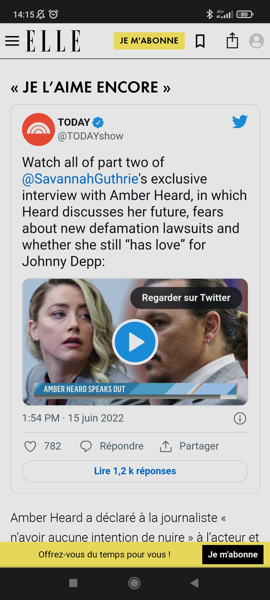 14:15
4G+
80
ELLE
JE M'ABONNE
« JE L'AIME ENCORE »
TODAY
@TODAYshow
Watch all of part two of
@SavannahGuthrie's exclusive
interview with Amber Heard, in which
Heard discusses her future, fears
about new defamation lawsuits and
whether she still “has love” for
Johnny Depp:
Regarder sur Twitter
AMBER HEARD SPEAKS OUT
1:54 PM · 15 juin 2022
782 Répondre Partager
Lire 1,2 k réponses
Amber Heard a déclaré à la journaliste «
n'avoir aucune intention de nuire » à l'acteur et
Offrez-vous du temps pour vous ! Je m'abonne